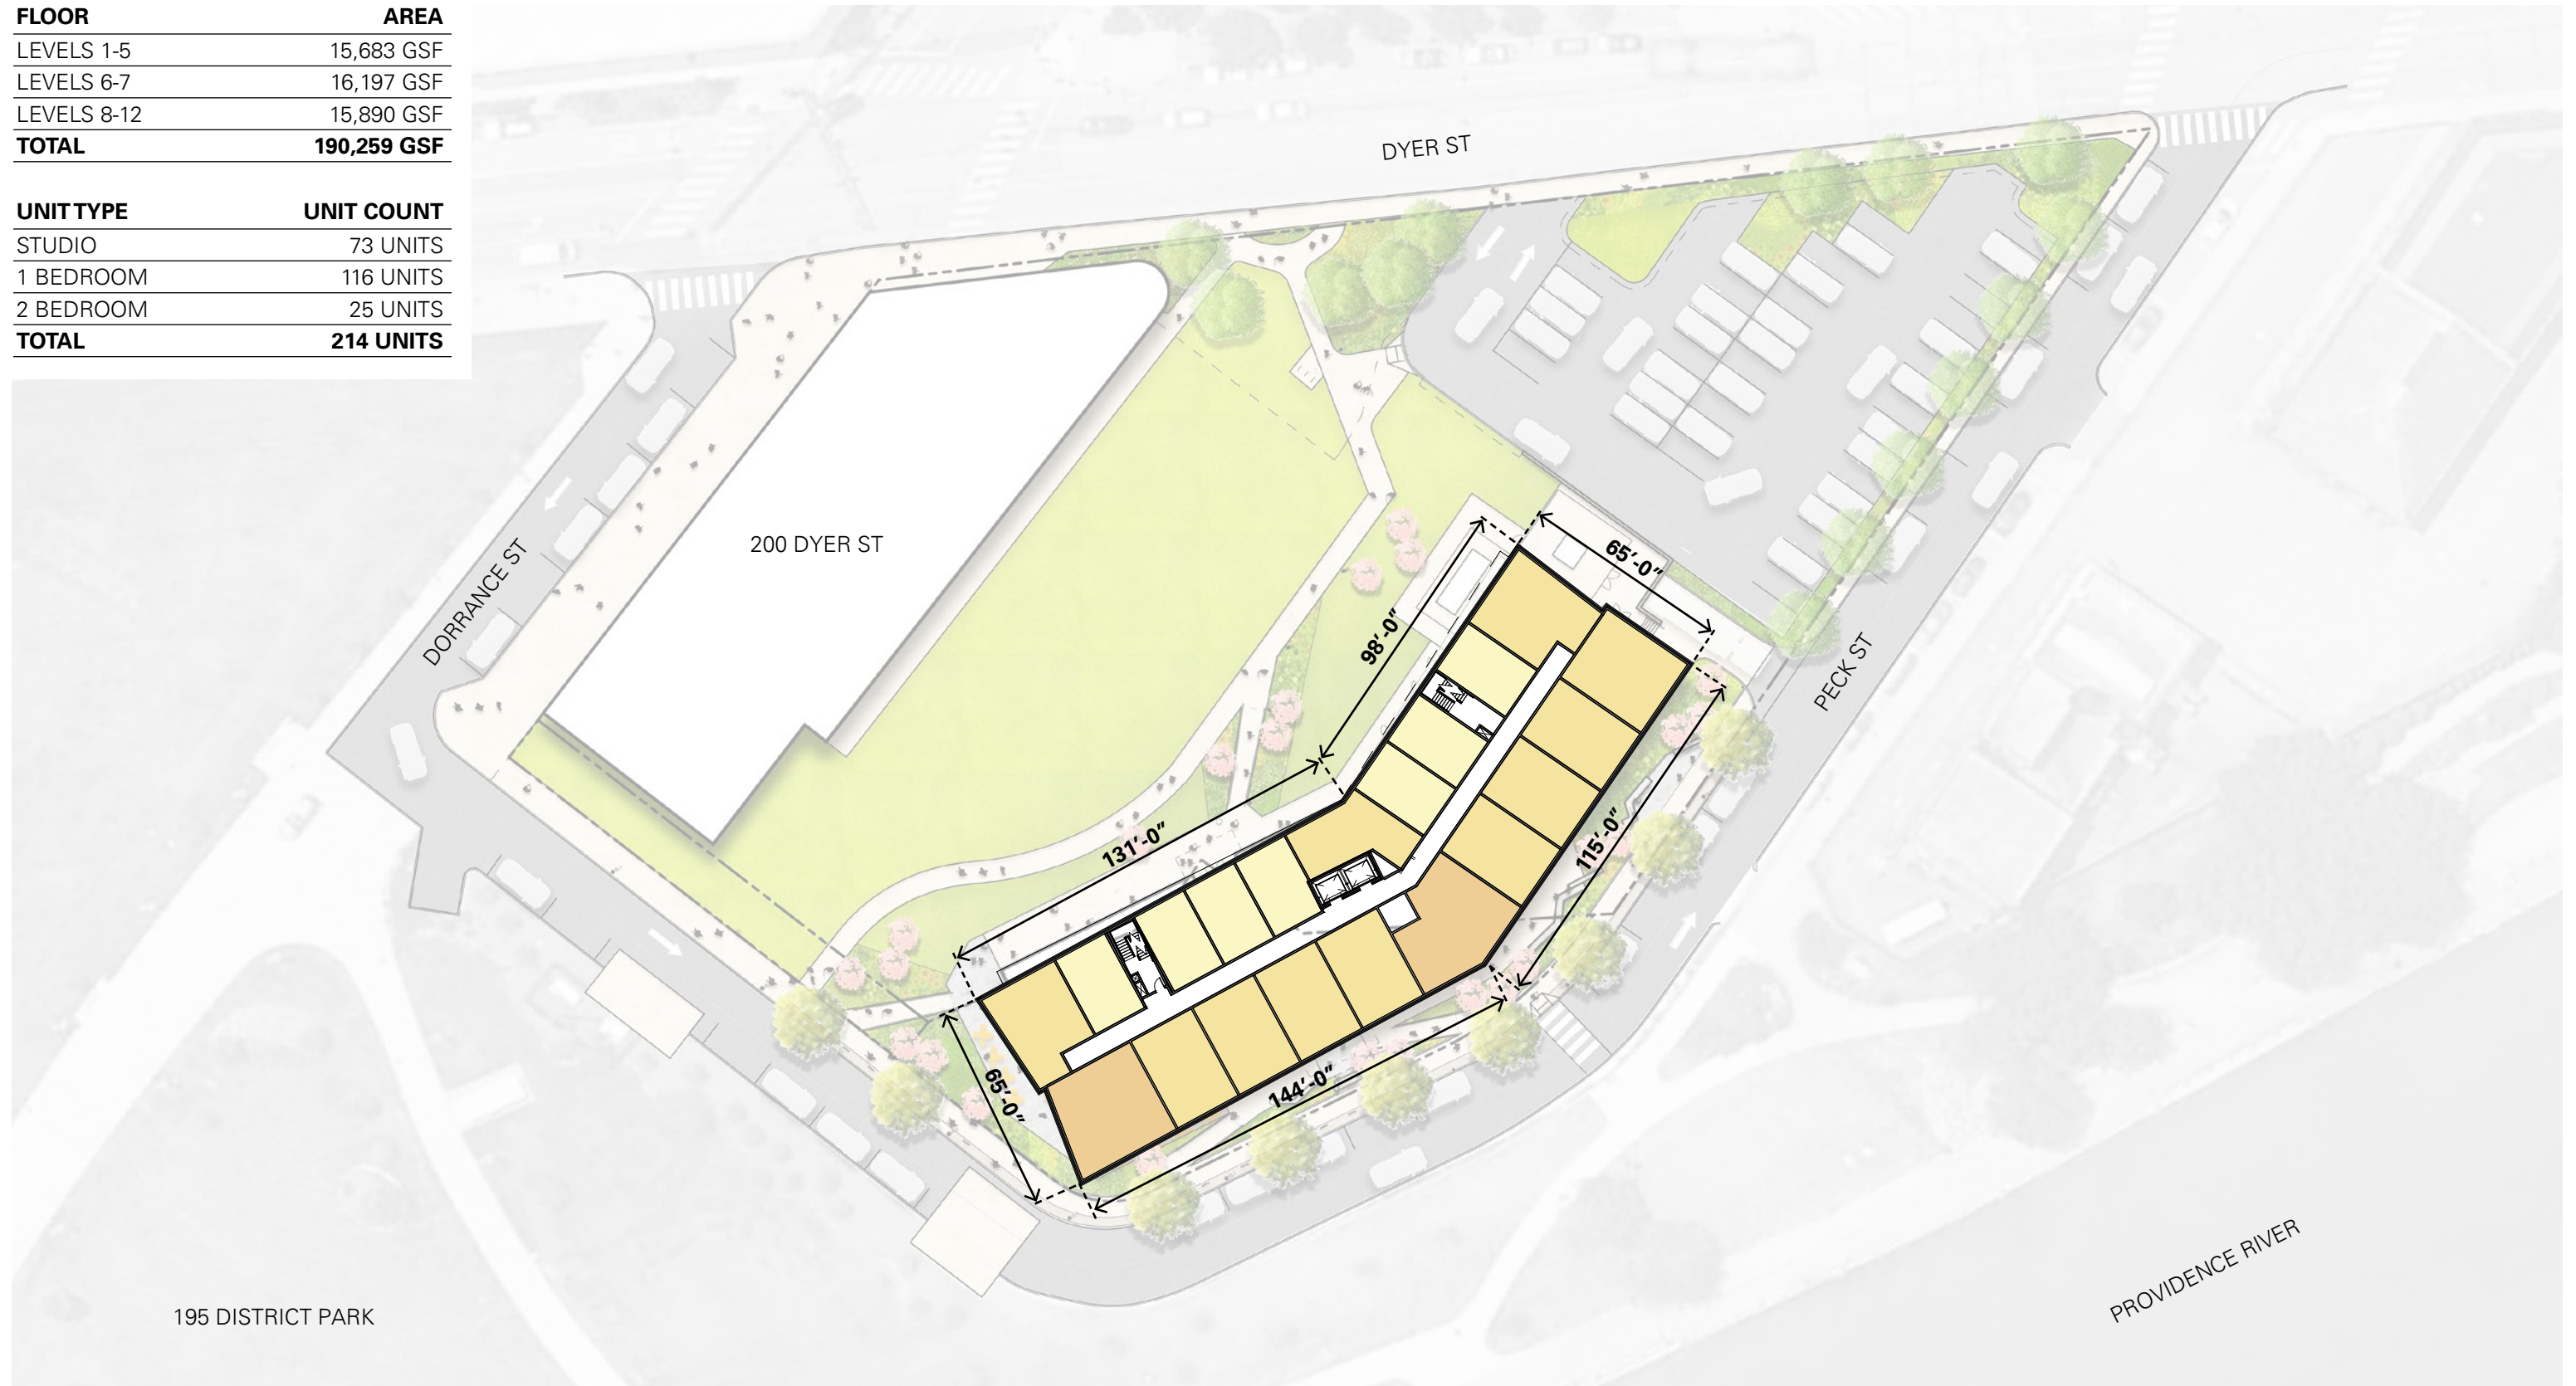 FLOOR AREA
LEVELS 1-5 15,683 GSF
LEVELS 6-7 16,197 GSF
LEVELS 8-12 15,890 GSF
TOTAL 190,259 GSF
UNIT TYPE UNIT COUNT
STUDIO 73 UNITS
1 BEDROOM 116 UNITS
2 BEDROOM 25 UNITS
TOTAL 214 UNITS
DYER ST
200 DYER ST
DORRANCE ST
65'-0"
98'-0"
PECK ST
131'-0"
115'-0"
65'-0"
144'-0"
195 DISTRICT PARK
PROVIDENCE RIVER